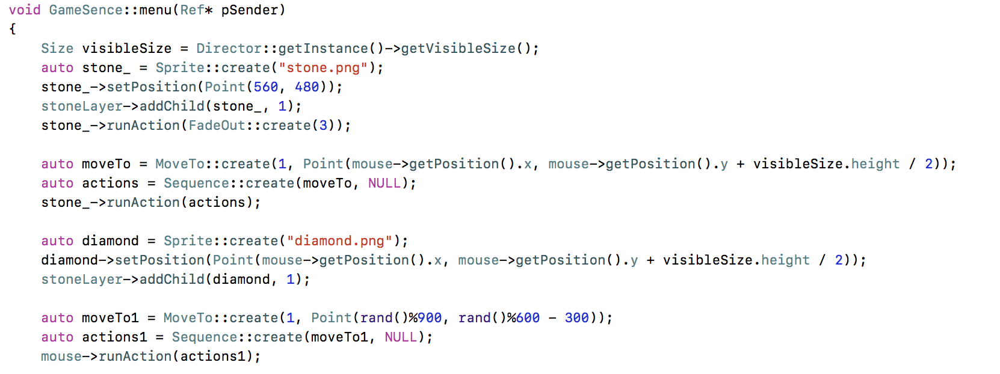 void GameSence::menu(Ref* pSender)
{
    Size visibleSize = Director::getInstance()->getVisibleSize();
    auto stone_ = Sprite::create("stone.png");
    stone_->setPosition(Point(560, 480));
    stoneLayer->addChild(stone_, 1);
    stone_->runAction(FadeOut::create(3));

    auto moveTo = MoveTo::create(1, Point(mouse->getPosition().x, mouse->getPosition().y + visibleSize.height / 2));
    auto actions = Sequence::create(moveTo, NULL);
    stone_->runAction(actions);

    auto diamond = Sprite::create("diamond.png");
    diamond->setPosition(Point(mouse->getPosition().x, mouse->getPosition().y + visibleSize.height / 2));
    stoneLayer->addChild(diamond, 1);

    auto moveTo1 = MoveTo::create(1, Point(rand()%900, rand()%600 - 300));
    auto actions1 = Sequence::create(moveTo1, NULL);
    mouse->runAction(actions1);